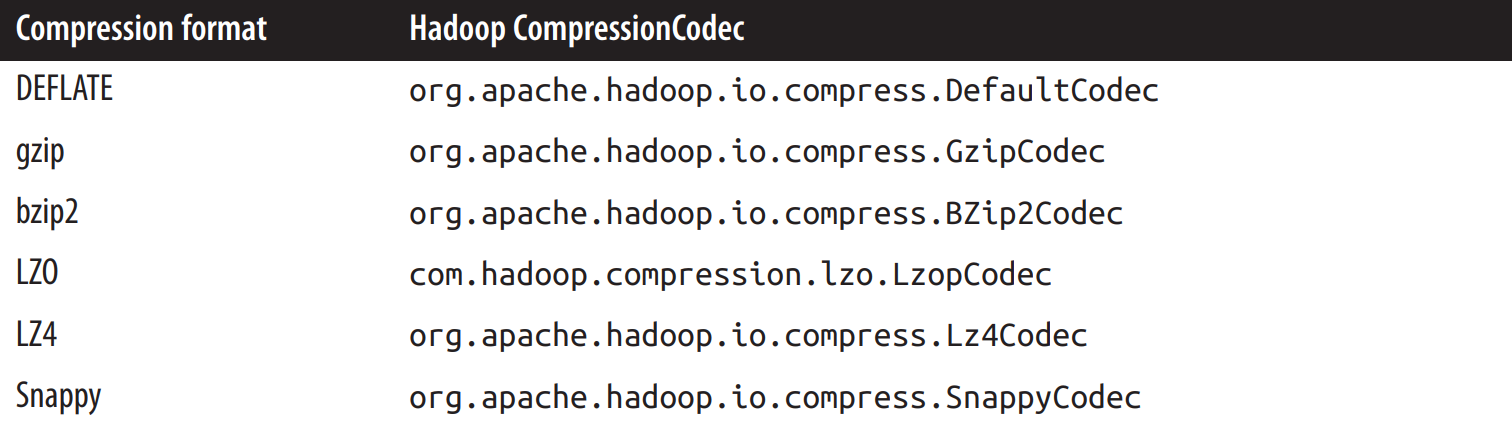 Compression format Hadoop CompressionCodec
DEFLATE org.apache.hadoop.io.compress.DefaultCodec
gzip org.apache.hadoop.io.compress.GzipCodec
bzip2 org.apache.hadoop.io.compress.BZip2Codec
LZO com.hadoop.compression.lzo.LzopCodec
LZ4 org.apache.hadoop.io.compress.Lz4Codec
Snappy org.apache.hadoop.io.compress.SnappyCodec